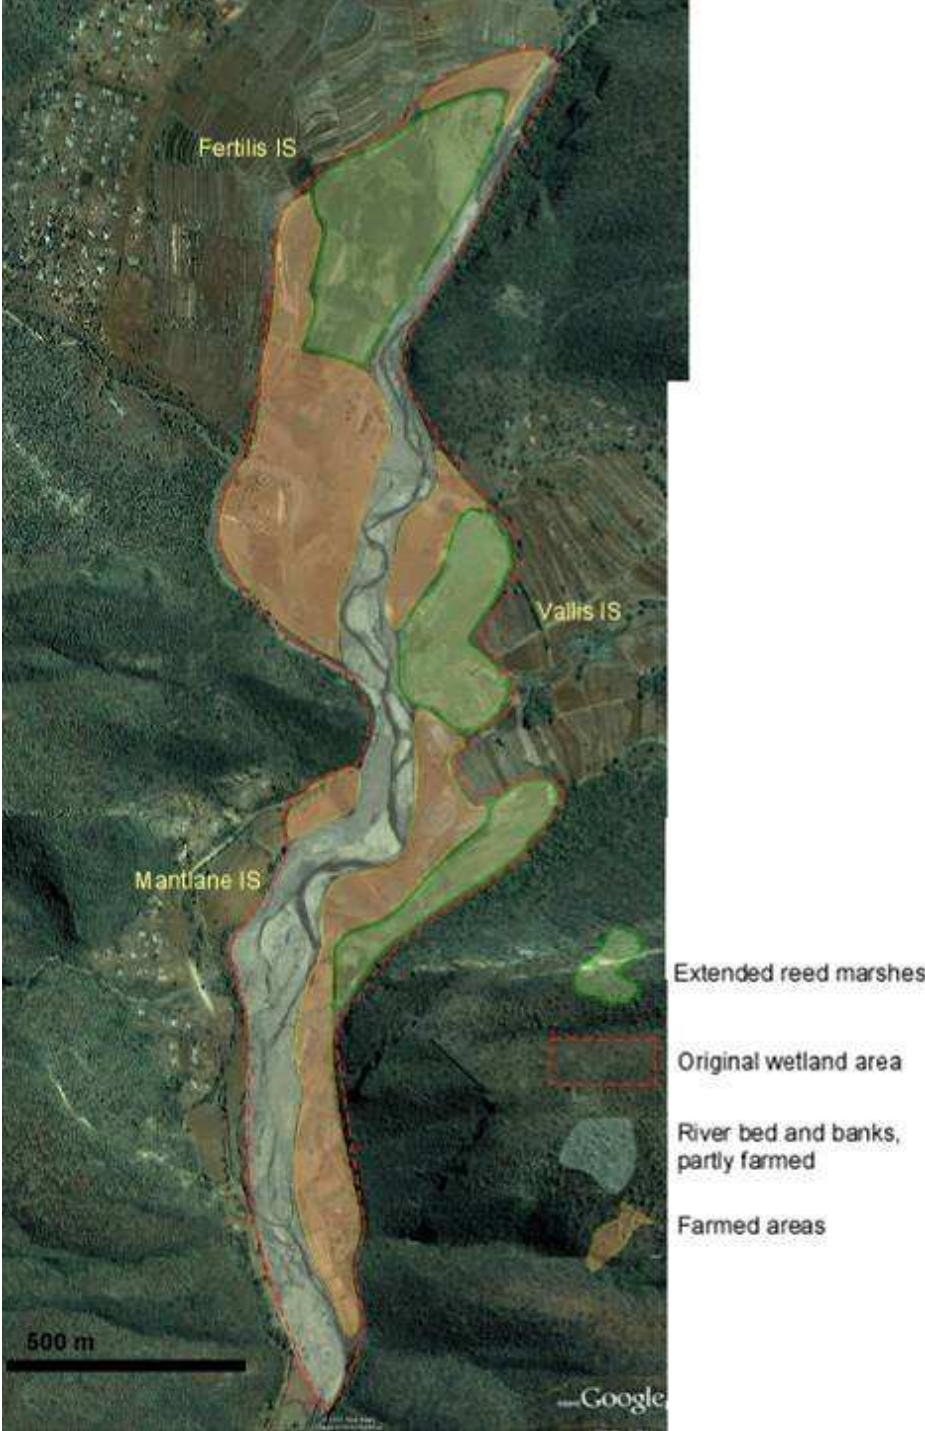 Fertilis IS
Vallis IS
Mantlane IS
Extended reed marshes
Original wetland area
River bed and banks,
partly farmed
Farmed areas
500 m
Google